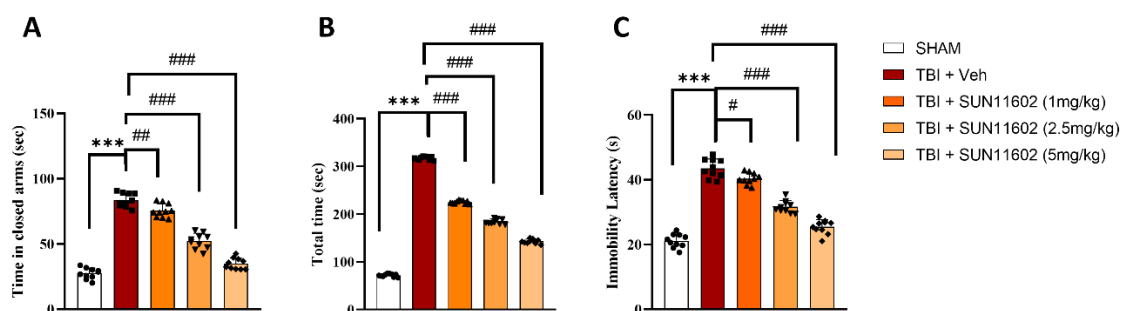 A
Time in closed arms (sec)
150
100
50
0
***
##
###
###
B
Total time (sec)
400
300
200
100
0
***
###
###
###
C
Immobility Latency (s)
60
40
20
0
***
#
###
###
SHAM
TBI + Veh
TBI + SUN11602 (1mg/kg)
TBI + SUN11602 (2.5mg/kg)
TBI + SUN11602 (5mg/kg)